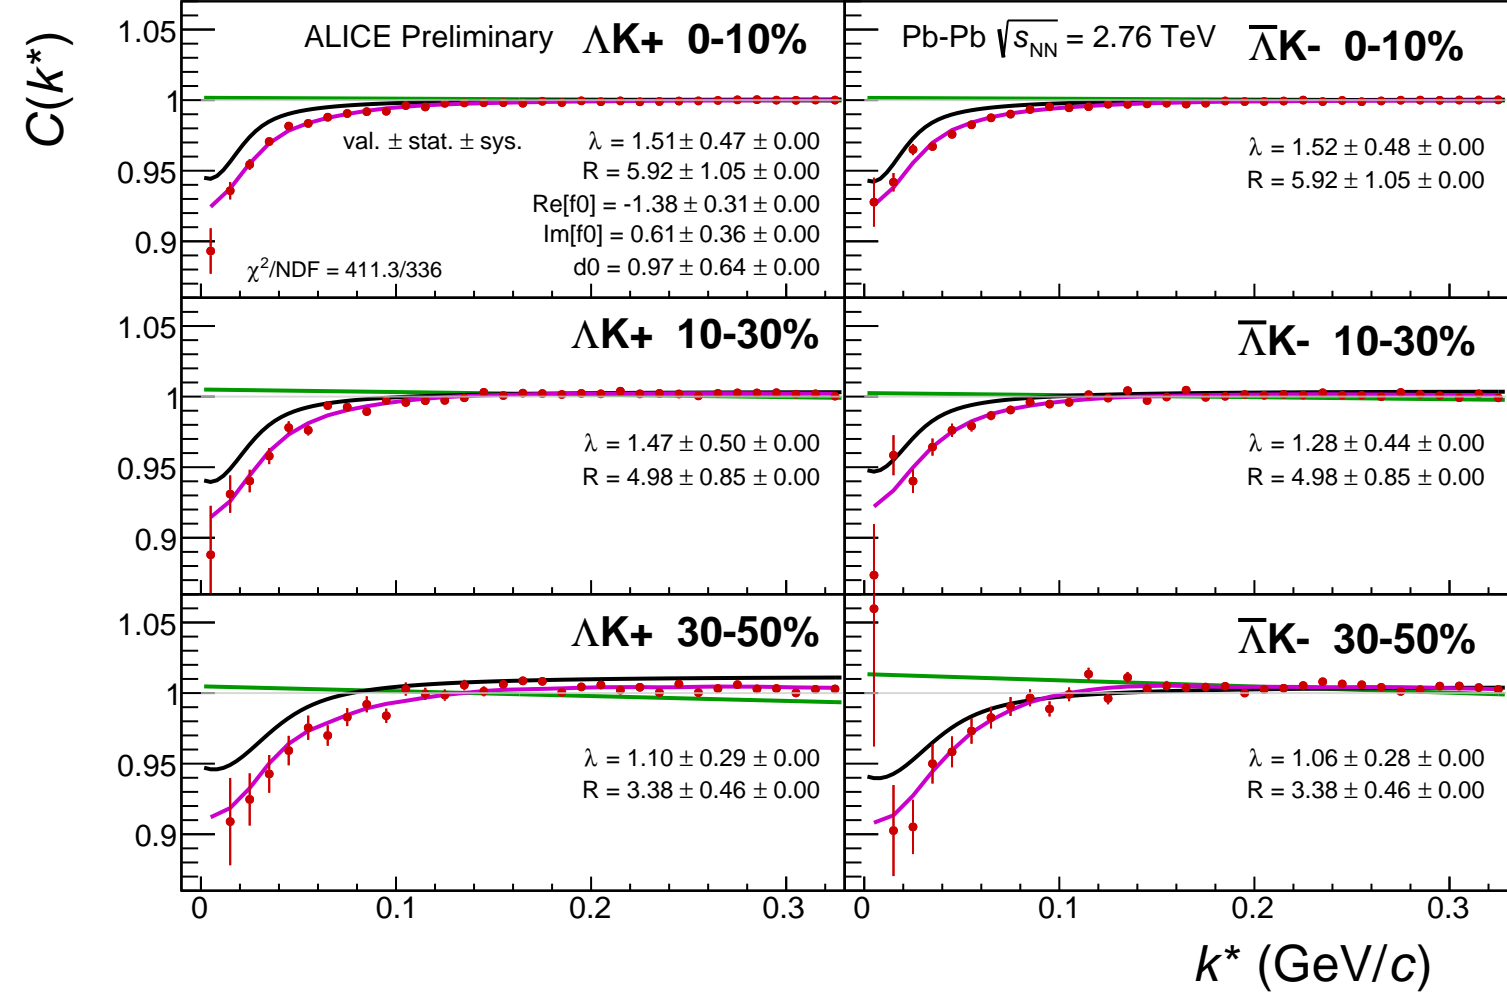 C(k*)
ALICE Preliminary ΛK+ 0-10%
1.05
1
0.95
0.9
val. ± stat. ± sys.
λ = 1.51± 0.47 ± 0.00
R = 5.92 ± 1.05 ± 0.00
Re[f0] = -1.38 ± 0.31 ± 0.00
Im[f0] = 0.61 ± 0.36 ± 0.00
d0 = 0.97 ± 0.64 ± 0.00
χ²/NDF = 411.3/336
Pb-Pb √sNN = 2.76 TeV Λ̅K- 0-10%
λ = 1.52 ± 0.48 ± 0.00
R = 5.92 ± 1.05 ± 0.00
ΛK+ 10-30%
1.05
1
0.95
0.9
λ = 1.47 ± 0.50 ± 0.00
R = 4.98 ± 0.85 ± 0.00
Λ̅K- 10-30%
λ = 1.28 ± 0.44 ± 0.00
R = 4.98 ± 0.85 ± 0.00
ΛK+ 30-50%
1.05
1
0.95
0.9
λ = 1.10 ± 0.29 ± 0.00
R = 3.38 ± 0.46 ± 0.00
Λ̅K- 30-50%
λ = 1.06 ± 0.28 ± 0.00
R = 3.38 ± 0.46 ± 0.00
0 0.1 0.2 0.3 0 0.1 0.2 0.3
k* (GeV/c)